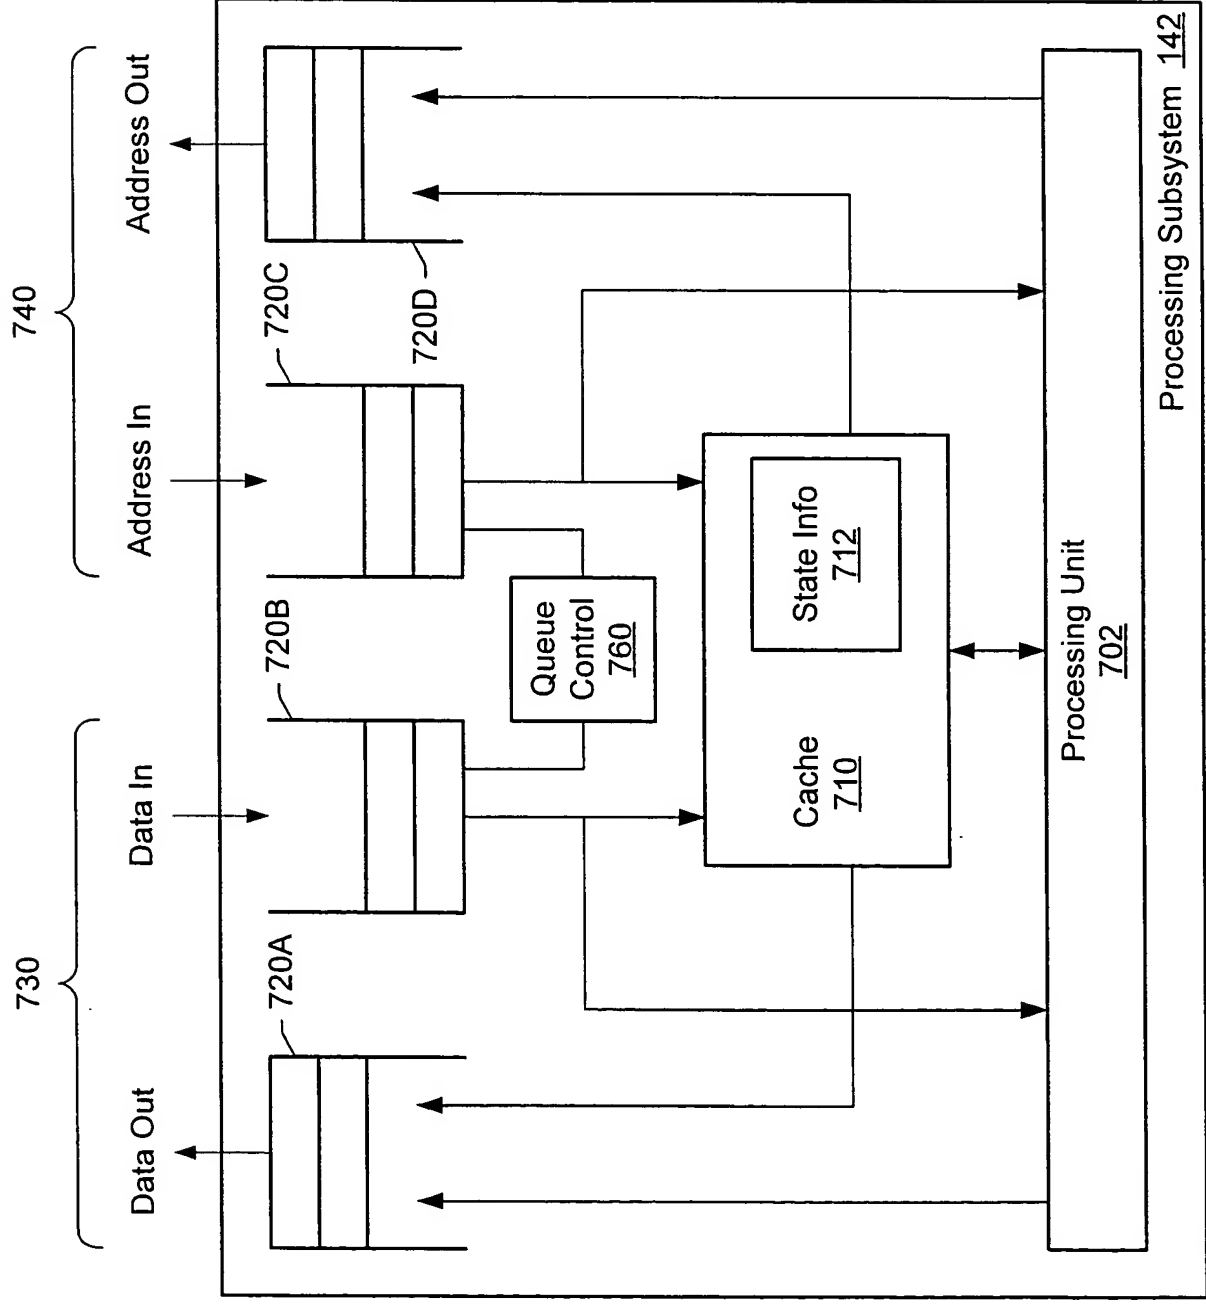 730
740
Data Out
Data In
Address In
Address Out
720A
720B
720C
720D
Queue
Control
760
Cache
710
State Info
712
Processing Unit
702
Processing Subsystem 142